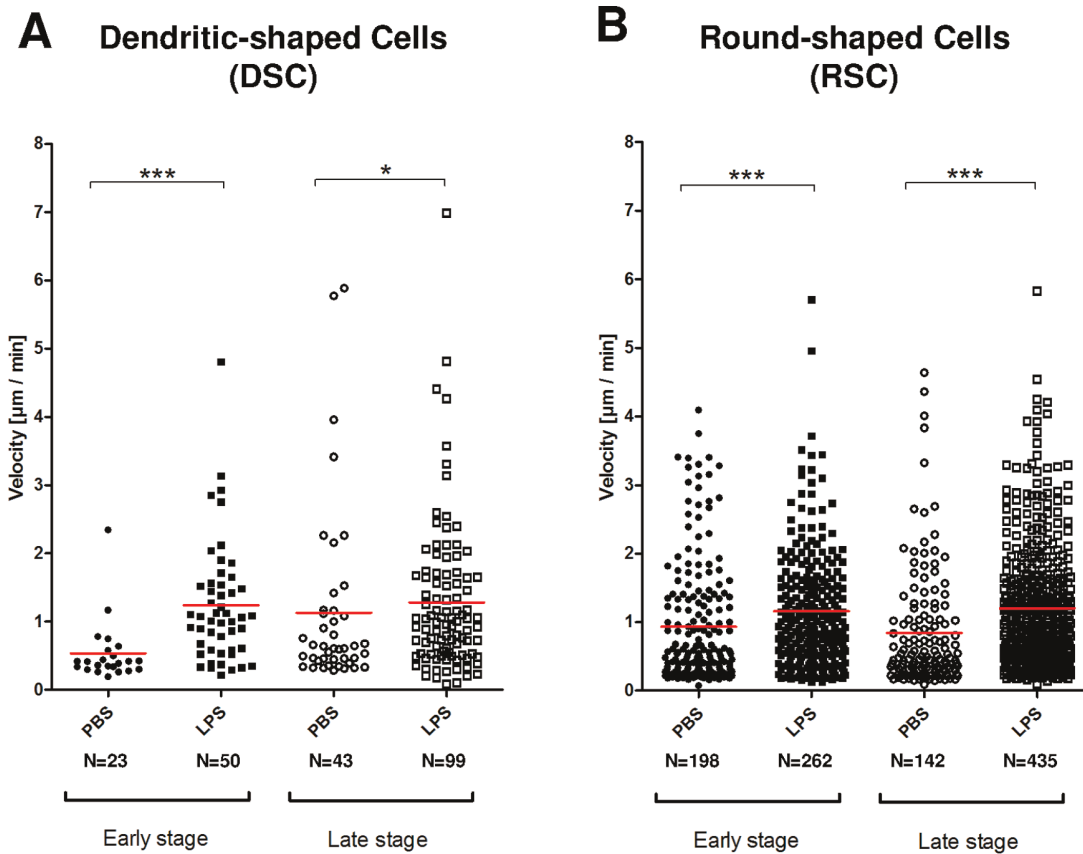 A
Dendritic-shaped Cells
(DSC)
Velocity [µm / min]
8
7
6
5
4
3
2
1
0
***
*
PBS
LPS
PBS
LPS
N=23
N=50
N=43
N=99
Early stage
Late stage
B
Round-shaped Cells
(RSC)
Velocity [µm / min]
8
7
6
5
4
3
2
1
0
***
***
PBS
LPS
PBS
LPS
N=198
N=262
N=142
N=435
Early stage
Late stage